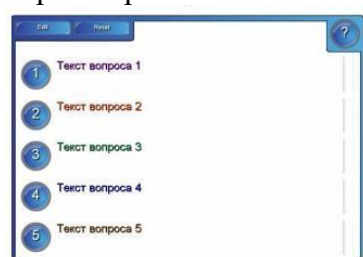 Edit Reset ?
1 Текст вопроса 1
2 Текст вопроса 2
3 Текст вопроса 3
4 Текст вопроса 4
5 Текст вопроса 5